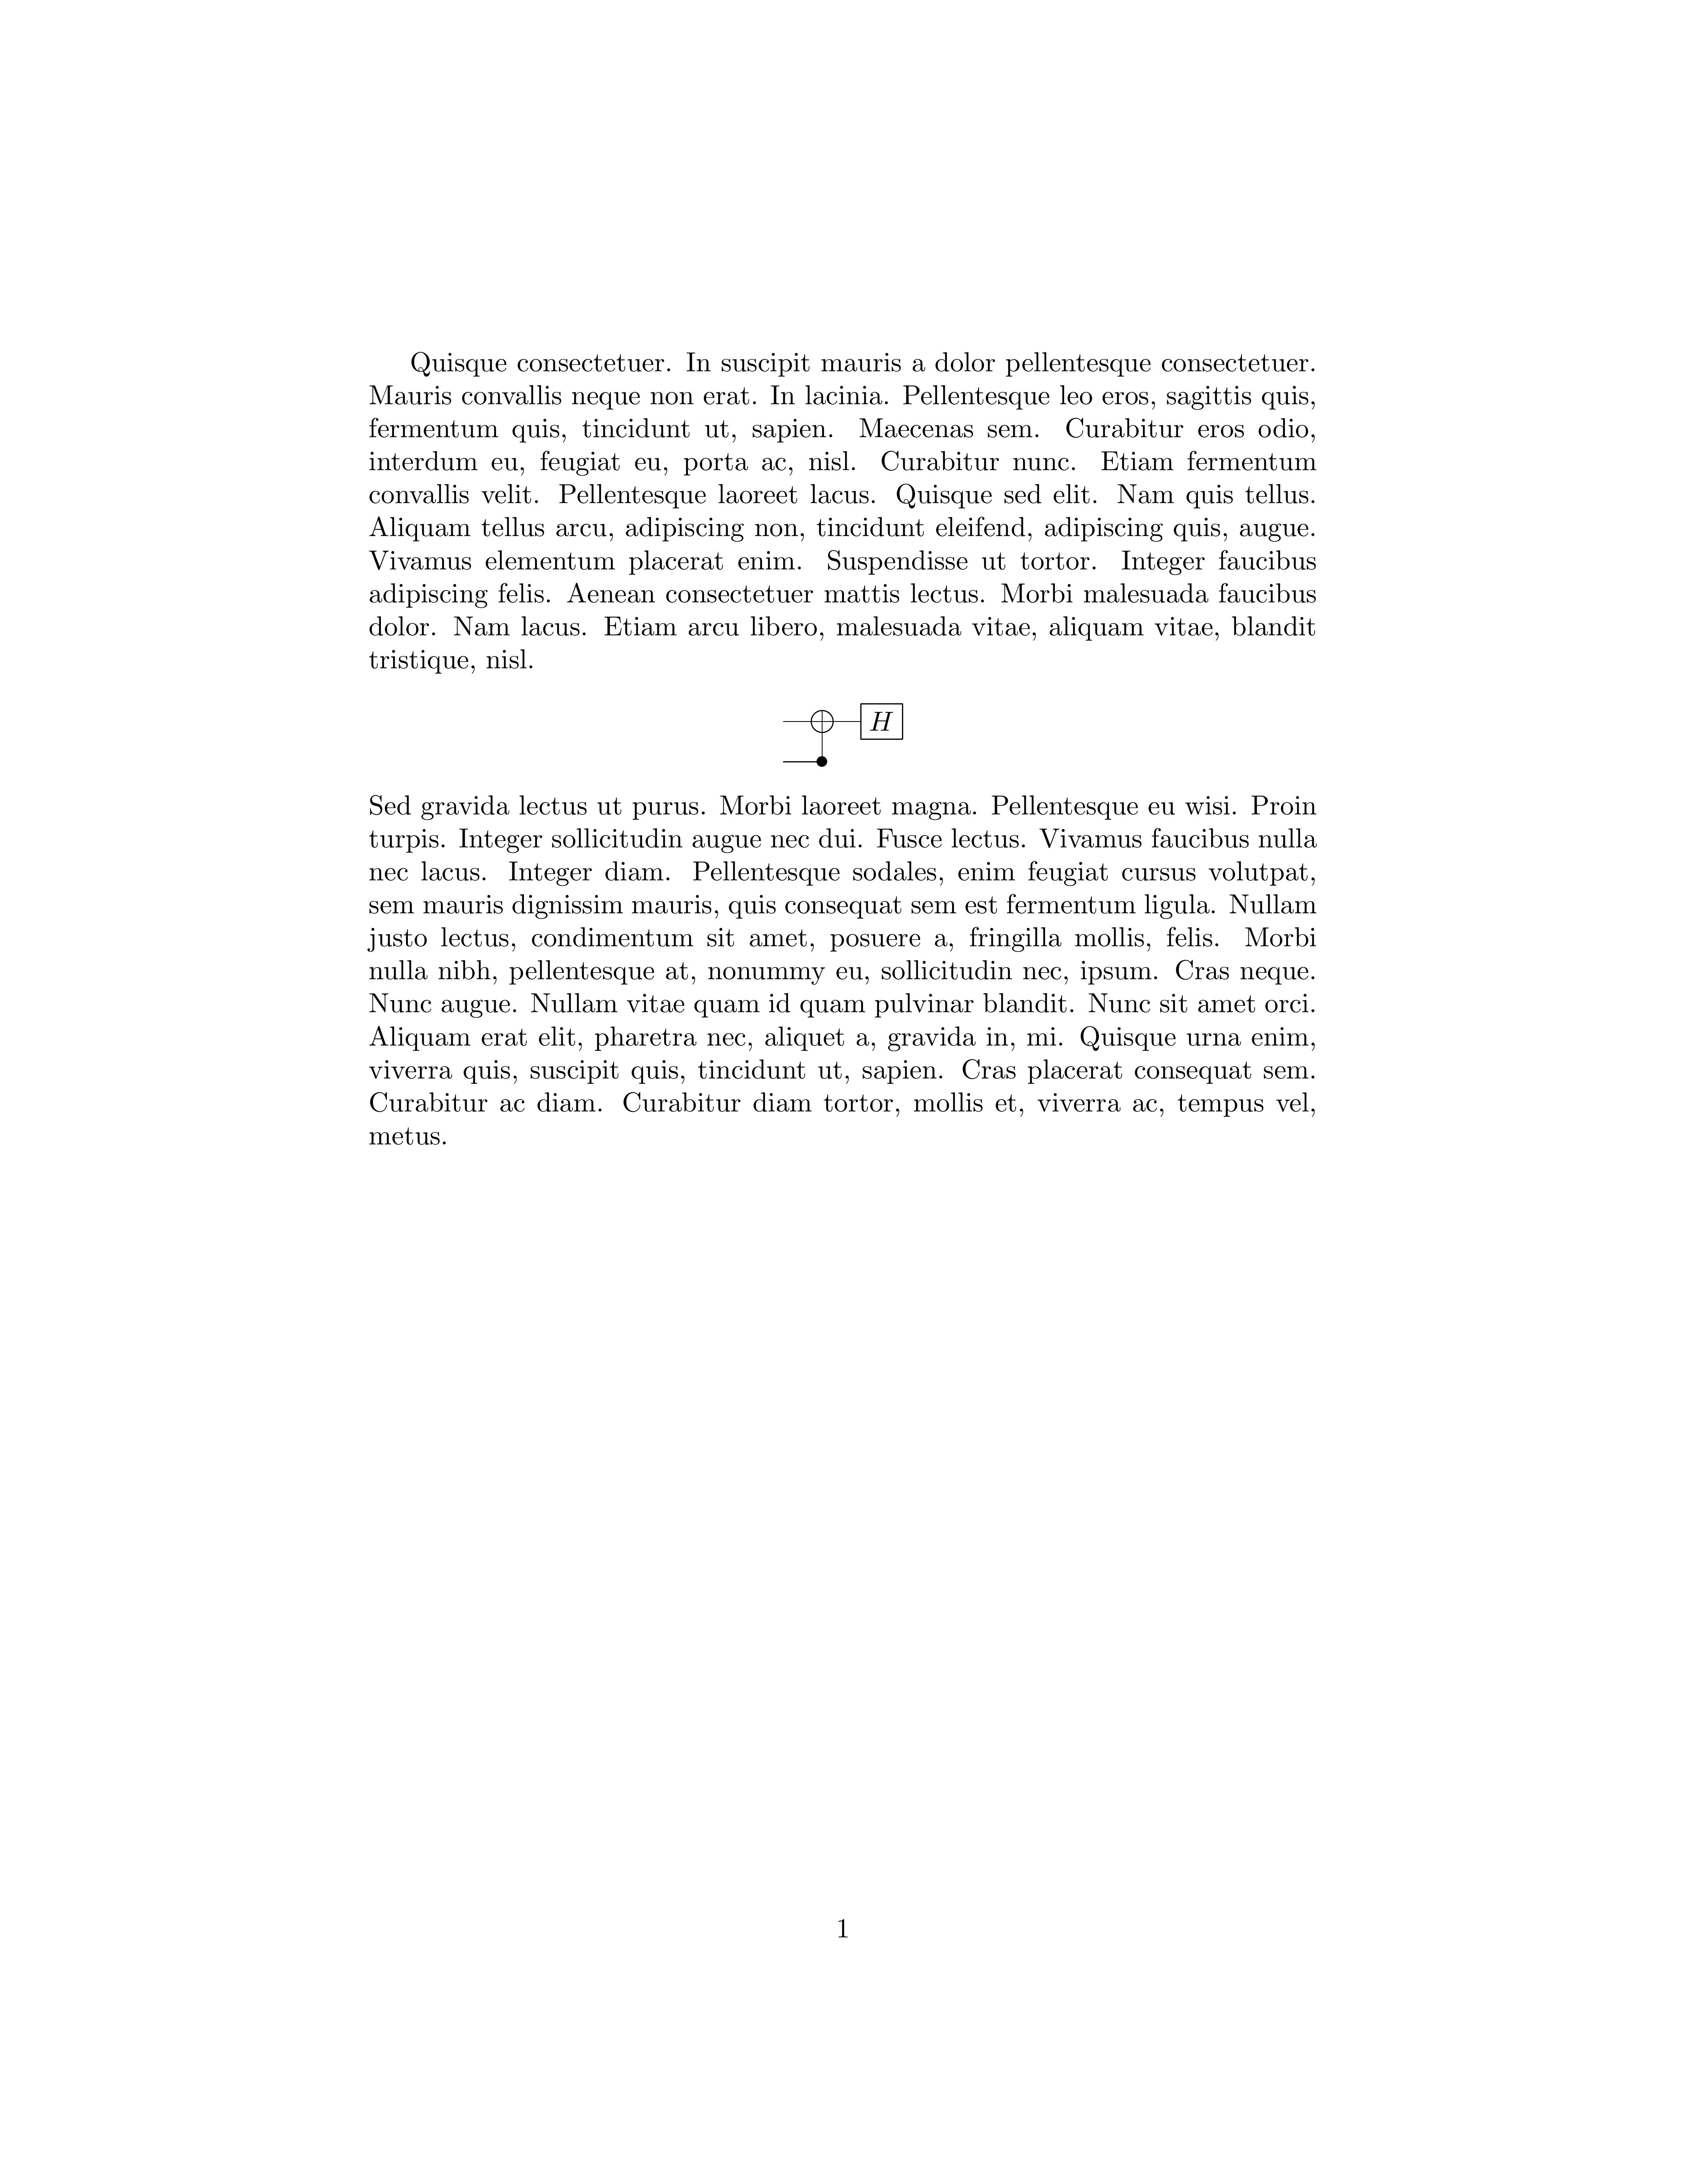 Quisque consectetuer. In suscipit mauris a dolor pellentesque consectetuer.
Mauris convallis neque non erat. In lacinia. Pellentesque leo eros, sagittis quis,
fermentum quis, tincidunt ut, sapien. Maecenas sem. Curabitur eros odio,
interdum eu, feugiat eu, porta ac, nisl. Curabitur nunc. Etiam fermentum
convallis velit. Pellentesque laoreet lacus. Quisque sed elit. Nam quis tellus.
Aliquam tellus arcu, adipiscing non, tincidunt eleifend, adipiscing quis, augue.
Vivamus elementum placerat enim. Suspendisse ut tortor. Integer faucibus
adipiscing felis. Aenean consectetuer mattis lectus. Morbi malesuada faucibus
dolor. Nam lacus. Etiam arcu libero, malesuada vitae, aliquam vitae, blandit
tristique, nisl.
H
Sed gravida lectus ut purus. Morbi laoreet magna. Pellentesque eu wisi. Proin
turpis. Integer sollicitudin augue nec dui. Fusce lectus. Vivamus faucibus nulla
nec lacus. Integer diam. Pellentesque sodales, enim feugiat cursus volutpat,
sem mauris dignissim mauris, quis consequat sem est fermentum ligula. Nullam
justo lectus, condimentum sit amet, posuere a, fringilla mollis, felis. Morbi
nulla nibh, pellentesque at, nonummy eu, sollicitudin nec, ipsum. Cras neque.
Nunc augue. Nullam vitae quam id quam pulvinar blandit. Nunc sit amet orci.
Aliquam erat elit, pharetra nec, aliquet a, gravida in, mi. Quisque urna enim,
viverra quis, suscipit quis, tincidunt ut, sapien. Cras placerat consequat sem.
Curabitur ac diam. Curabitur diam tortor, mollis et, viverra ac, tempus vel,
metus.
1